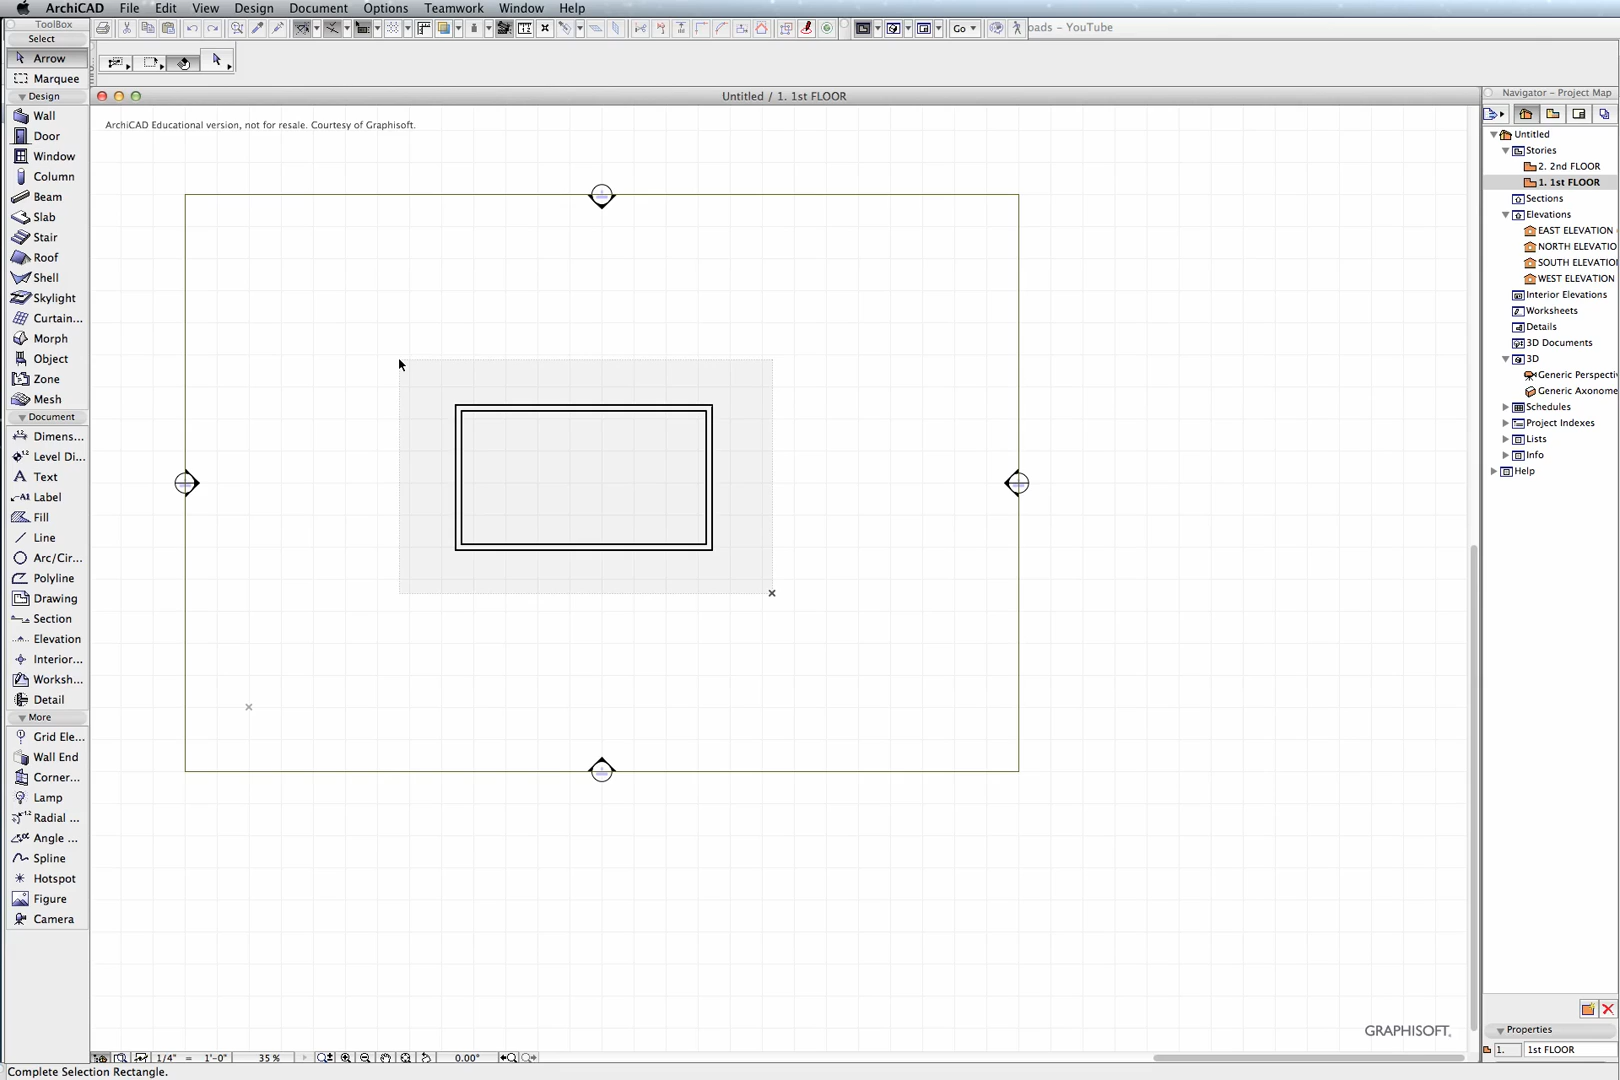 ArchiCAD File Edit View Design Document Options Teamwork Window Help
ToolBox
Go
oads - YouTube
Select
Arrow
Marquee
Design
Wall
Door
Window
Column
Beam
Slab
Stair
Roof
Shell
Skylight
Curtain...
Morph
Object
Zone
Mesh
Document
Dimens...
Level Di...
Text
Label
Fill
Line
Arc/Cir...
Polyline
Drawing
Section
Elevation
Interior...
Worksh...
Detail
More
Grid Ele...
Wall End
Corner...
Lamp
Radial ...
Angle ...
Spline
Hotspot
Figure
Camera
Untitled / 1. 1st FLOOR
ArchiCAD Educational version, not for resale. Courtesy of Graphisoft.
GRAPHISOFT.
1/4" = 1'-0" 35 % 0.00°
Complete Selection Rectangle.
Navigator - Project Map
Untitled
Stories
2. 2nd FLOOR
1. 1st FLOOR
Sections
Elevations
EAST ELEVATION
NORTH ELEVATIO
SOUTH ELEVATIO
WEST ELEVATION
Interior Elevations
Worksheets
Details
3D Documents
3D
Generic Perspecti
Generic Axonome
Schedules
Project Indexes
Lists
Info
Help
Properties
1. 1st FLOOR